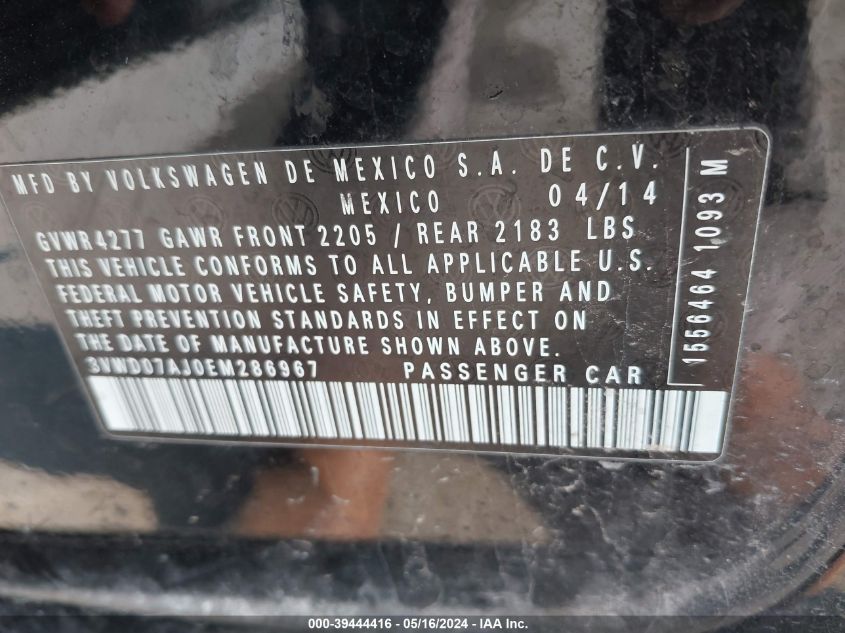 MFD BY VOLKSWAGEN DE MEXICO S.A. DE C.V.
MEXICO 04/14
GVWR 4277 GAWR FRONT 2205 / REAR 2183 LBS
THIS VEHICLE CONFORMS TO ALL APPLICABLE U.S.
FEDERAL MOTOR VEHICLE SAFETY, BUMPER AND
THEFT PREVENTION STANDARDS IN EFFECT ON
THE DATE OF MANUFACTURE SHOWN ABOVE.
3VWD07AJ0EM286967 PASSENGER CAR
1556464 1093 M
000-39444416 - 05/16/2024 - IAA Inc.